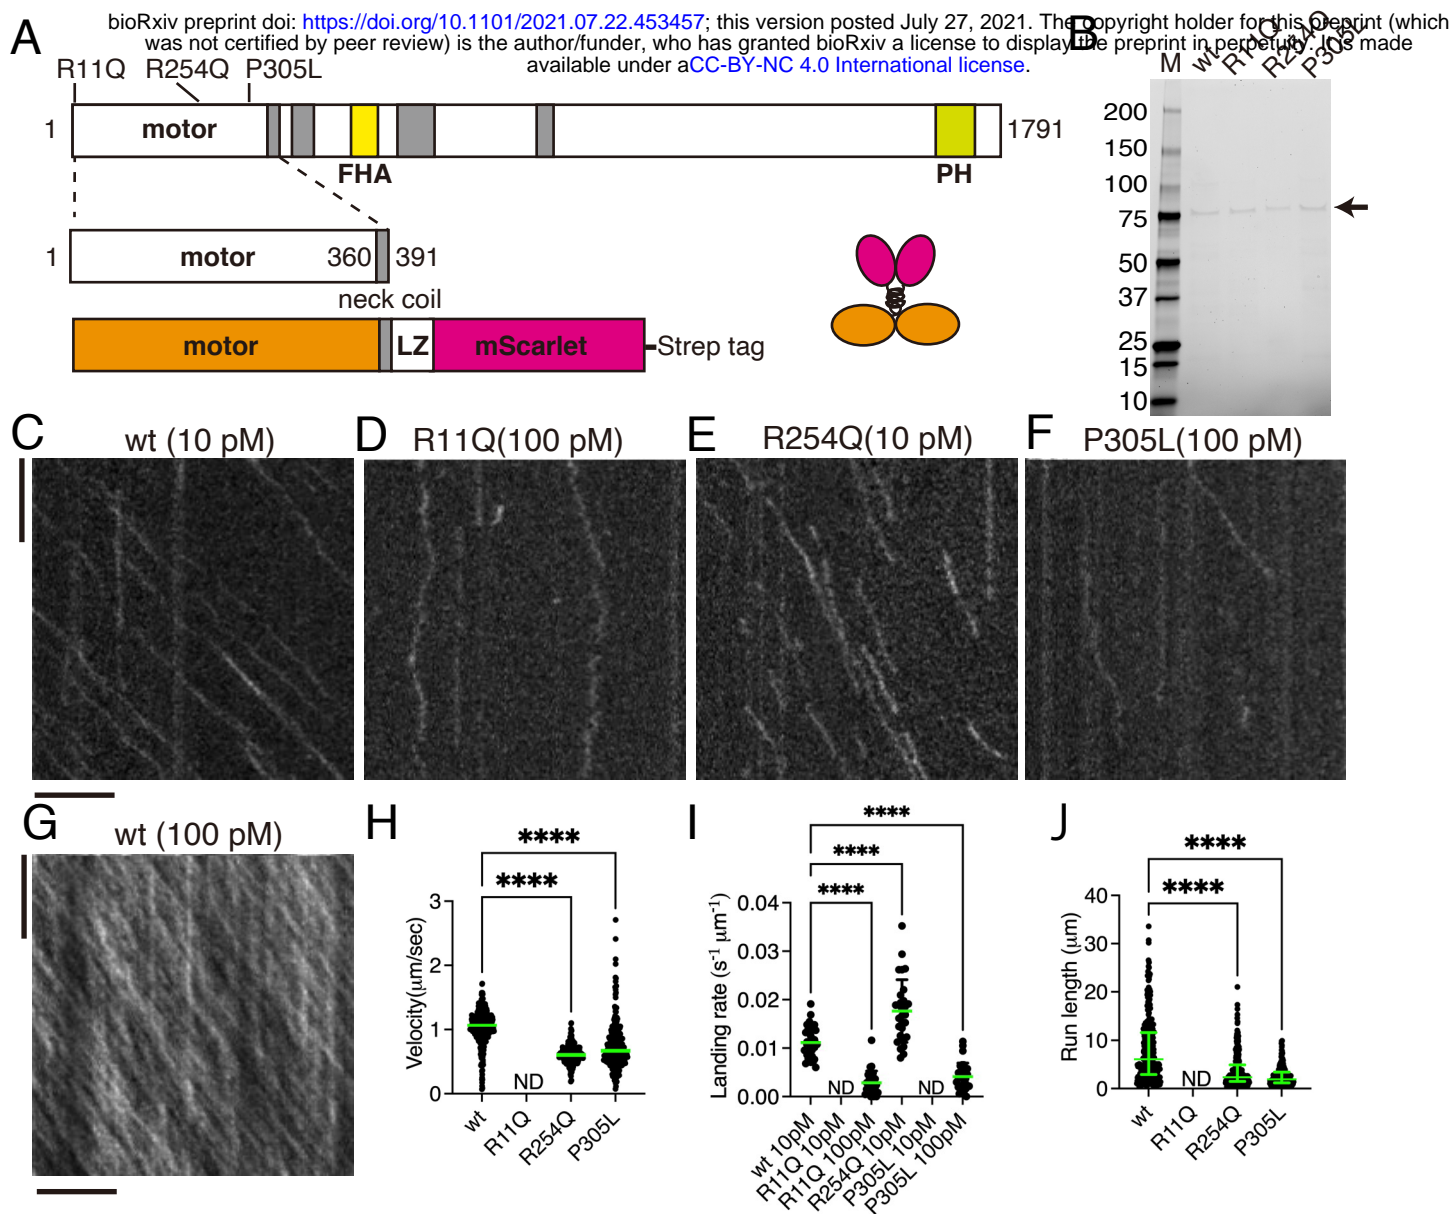 bioRxiv preprint doi: https://doi.org/10.1101/2021.07.22.453457; this version posted July 27, 2021. The copyright holder for this preprint (which
was not certified by peer review) is the author/funder, who has granted bioRxiv a license to display the preprint in perpetuity. It is made
available under aCC-BY-NC 4.0 International license.
A
R11Q R254Q P305L
1 motor 1791
FHA PH
1 motor 360 391
neck coil
motor LZ mScarlet Strep tag
B
M wt R11Q R254Q P305L
200
150
100
75
50
37
25
15
10
C wt (10 pM)
D R11Q(100 pM)
E R254Q(10 pM)
F P305L(100 pM)
G wt (100 pM)
H
****
****
Velocity(μm/sec)
3
2
1
0
ND
wt R11Q R254Q P305L
I
****
****
****
Landing rate (s-1 μm-1)
0.04
0.03
0.02
0.01
0.00
ND ND
wt 10pM R11Q 10pM R11Q 100pM R254Q 10pM P305L 10pM P305L 100pM
J
****
****
Run length (μm)
40
30
20
10
0
ND
wt R11Q R254Q P305L